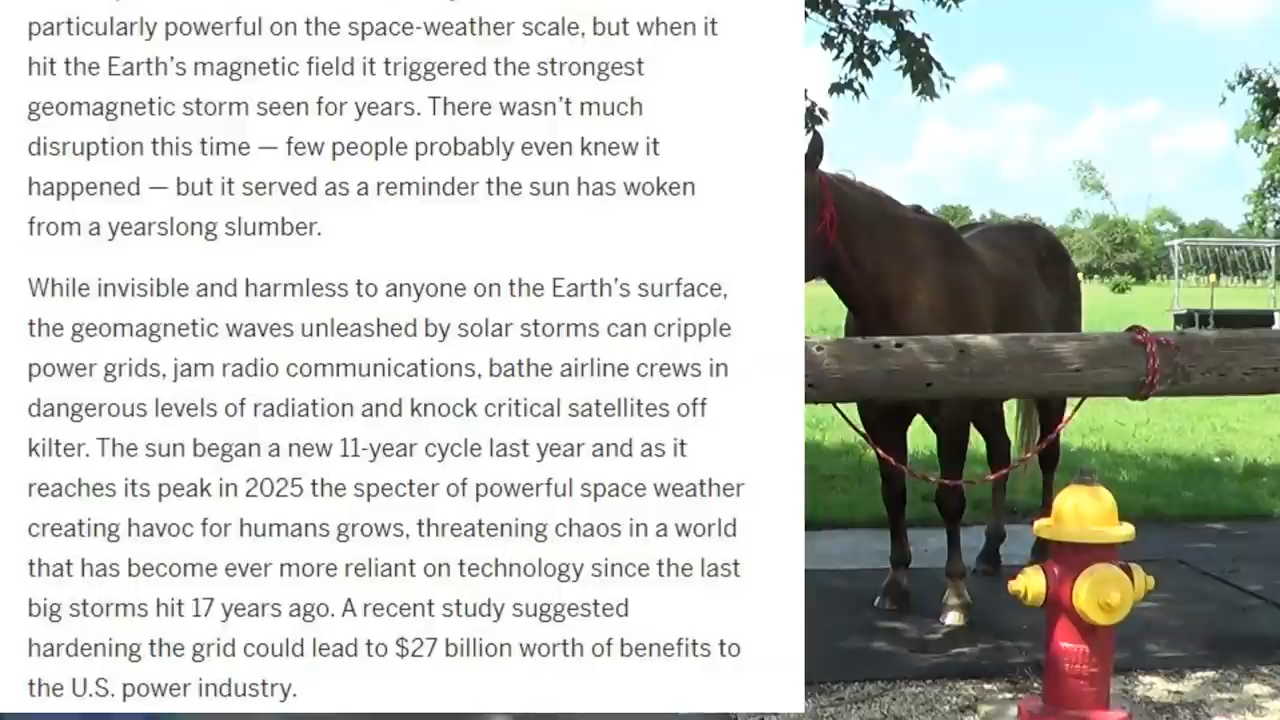 particularly powerful on the space-weather scale, but when it
hit the Earth's magnetic field it triggered the strongest
geomagnetic storm seen for years. There wasn't much
disruption this time — few people probably even knew it
happened — but it served as a reminder the sun has woken
from a yearslong slumber.
While invisible and harmless to anyone on the Earth's surface,
the geomagnetic waves unleashed by solar storms can cripple
power grids, jam radio communications, bathe airline crews in
dangerous levels of radiation and knock critical satellites off
kilter. The sun began a new 11-year cycle last year and as it
reaches its peak in 2025 the specter of powerful space weather
creating havoc for humans grows, threatening chaos in a world
that has become ever more reliant on technology since the last
big storms hit 17 years ago. A recent study suggested
hardening the grid could lead to $27 billion worth of benefits to
the U.S. power industry.